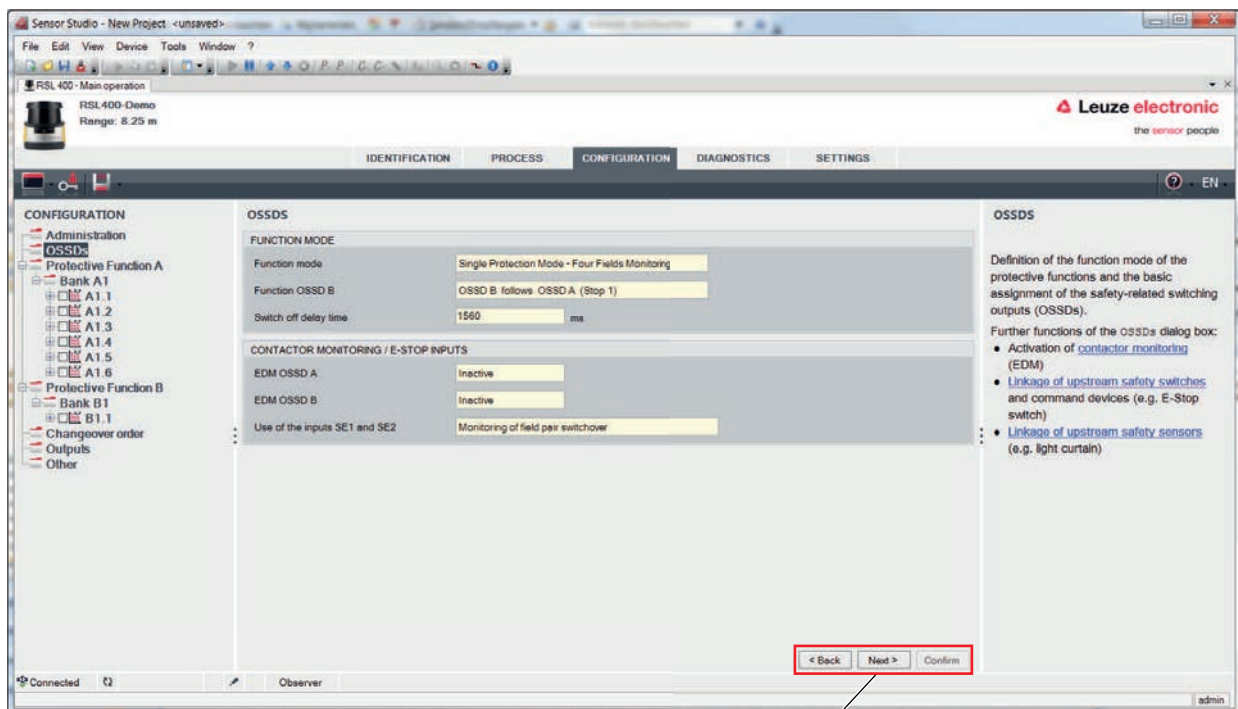 Sensor Studio - New Project <unsaved>
File Edit View Device Tools Window ?
RSL 400 - Main operation
RSL400-Demo
Range: 8.25 m
Leuze electronic
the sensor people
IDENTIFICATION PROCESS CONFIGURATION DIAGNOSTICS SETTINGS
EN
CONFIGURATION
Administration
OSSDs
Protective Function A
Bank A1
A1.1
A1.2
A1.3
A1.4
A1.5
A1.6
Protective Function B
Bank B1
B1.1
Changeover order
Outputs
Other
OSSDS
FUNCTION MODE
Function mode Single Protection Mode - Four Fields Monitoring
Function OSSD B OSSD B follows OSSD A (Stop 1)
Switch off delay time 1560 ms
CONTACTOR MONITORING / E-STOP INPUTS
EDM OSSD A Inactive
EDM OSSD B Inactive
Use of the inputs SE1 and SE2 Monitoring of field pair switchover
< Back Next > Confirm
OSSDS
Definition of the function mode of the
protective functions and the basic
assignment of the safety-related switching
outputs (OSSDs).
Further functions of the OSSDs dialog box:
• Activation of contactor monitoring
(EDM)
• Linkage of upstream safety switches
and command devices (e.g. E-Stop
switch)
• Linkage of upstream safety sensors
(e.g. light curtain)
Connected Observer
admin